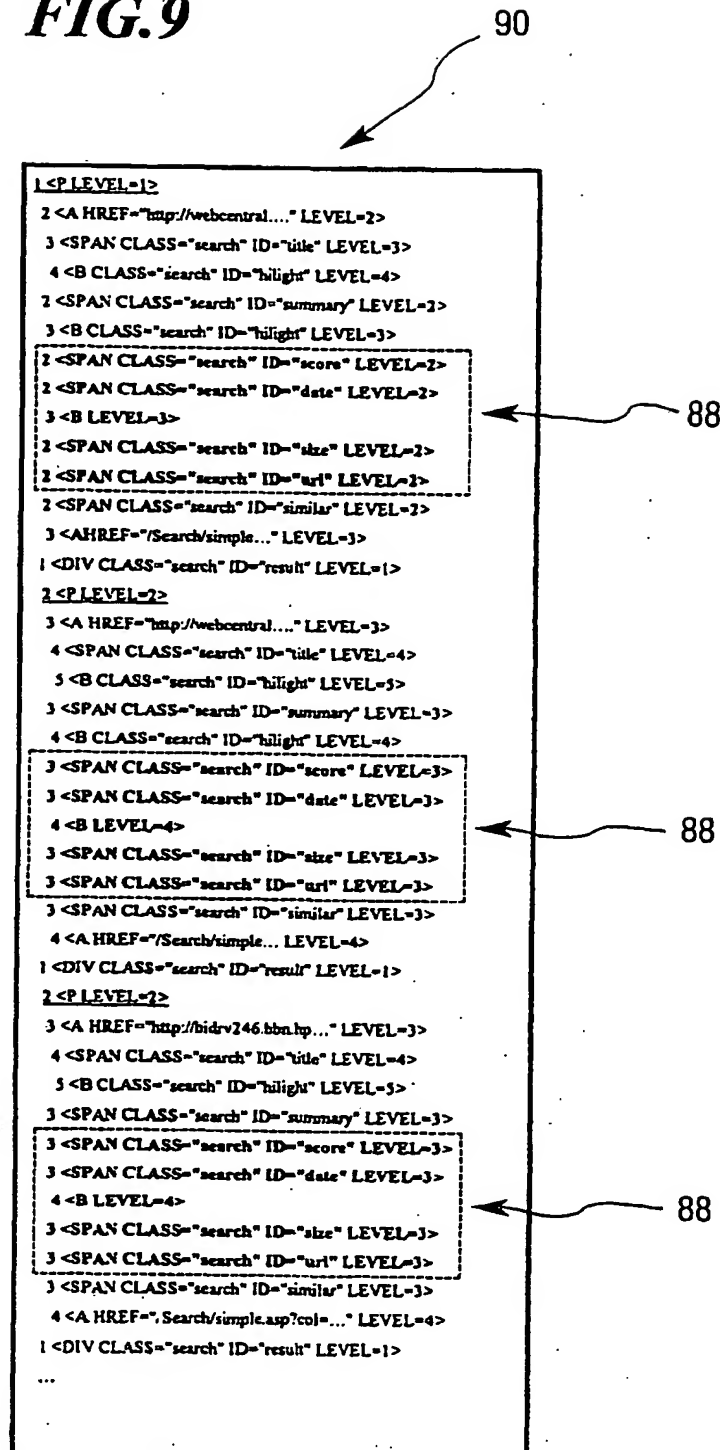 FIG.9
90
1 <P LEVEL=1>
2 <A HREF="http://webcentral...." LEVEL=2>
3 <SPAN CLASS="search" ID="title" LEVEL=3>
4 <B CLASS="search" ID="hilight" LEVEL=4>
2 <SPAN CLASS="search" ID="summary" LEVEL=2>
3 <B CLASS="search" ID="hilight" LEVEL=3>
2 <SPAN CLASS="search" ID="score" LEVEL=2>
2 <SPAN CLASS="search" ID="date" LEVEL=2>
3 <B LEVEL=3>
88
2 <SPAN CLASS="search" ID="size" LEVEL=2>
2 <SPAN CLASS="search" ID="url" LEVEL=2>
2 <SPAN CLASS="search" ID="similar" LEVEL=2>
3 <AHREF="/Search/simple..." LEVEL=3>
1 <DIV CLASS="search" ID="result" LEVEL=1>
2 <P LEVEL=2>
3 <A HREF="http://webcentral...." LEVEL=3>
4 <SPAN CLASS="search" ID="title" LEVEL=4>
5 <B CLASS="search" ID="hilight" LEVEL=5>
3 <SPAN CLASS="search" ID="summary" LEVEL=3>
4 <B CLASS="search" ID="hilight" LEVEL=4>
3 <SPAN CLASS="search" ID="score" LEVEL=3>
3 <SPAN CLASS="search" ID="date" LEVEL=3>
4 <B LEVEL=4>
88
3 <SPAN CLASS="search" ID="size" LEVEL=3>
3 <SPAN CLASS="search" ID="url" LEVEL=3>
3 <SPAN CLASS="search" ID="similar" LEVEL=3>
4 <A HREF="/Search/simple... LEVEL=4>
1 <DIV CLASS="search" ID="result" LEVEL=1>
2 <P LEVEL=2>
3 <A HREF="http://bidrv246.bbn.hp..." LEVEL=3>
4 <SPAN CLASS="search" ID="title" LEVEL=4>
5 <B CLASS="search" ID="hilight" LEVEL=5>
3 <SPAN CLASS="search" ID="summary" LEVEL=3>
3 <SPAN CLASS="search" ID="score" LEVEL=3>
3 <SPAN CLASS="search" ID="date" LEVEL=3>
4 <B LEVEL=4>
88
3 <SPAN CLASS="search" ID="size" LEVEL=3>
3 <SPAN CLASS="search" ID="url" LEVEL=3>
3 <SPAN CLASS="search" ID="similar" LEVEL=3>
4 <A HREF="/Search/simple.asp?col=..." LEVEL=4>
1 <DIV CLASS="search" ID="result" LEVEL=1>
...